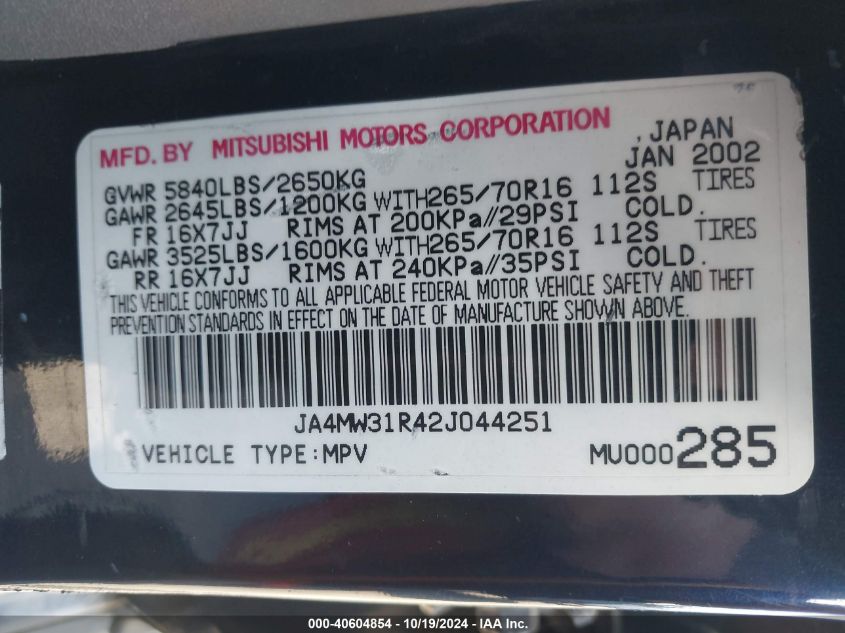 MFD. BY MITSUBISHI MOTORS CORPORATION , JAPAN
JAN 2002
GVWR 5840LBS/2650KG
GAWR 2645LBS/1200KG WITH265/70R16 112S TIRES
FR 16X7JJ RIMS AT 200KPa//29PSI COLD.
GAWR 3525LBS/1600KG WITH265/70R16 112S TIRES
RR 16X7JJ RIMS AT 240KPa//35PSI COLD.
THIS VEHICLE CONFORMS TO ALL APPLICABLE FEDERAL MOTOR VEHICLE SAFETY AND THEFT
PREVENTION STANDARDS IN EFFECT ON THE DATE OF MANUFACTURE SHOWN ABOVE.
JA4MW31R42J044251
VEHICLE TYPE:MPV MU000285
000-40604854 - 10/19/2024 - IAA Inc.